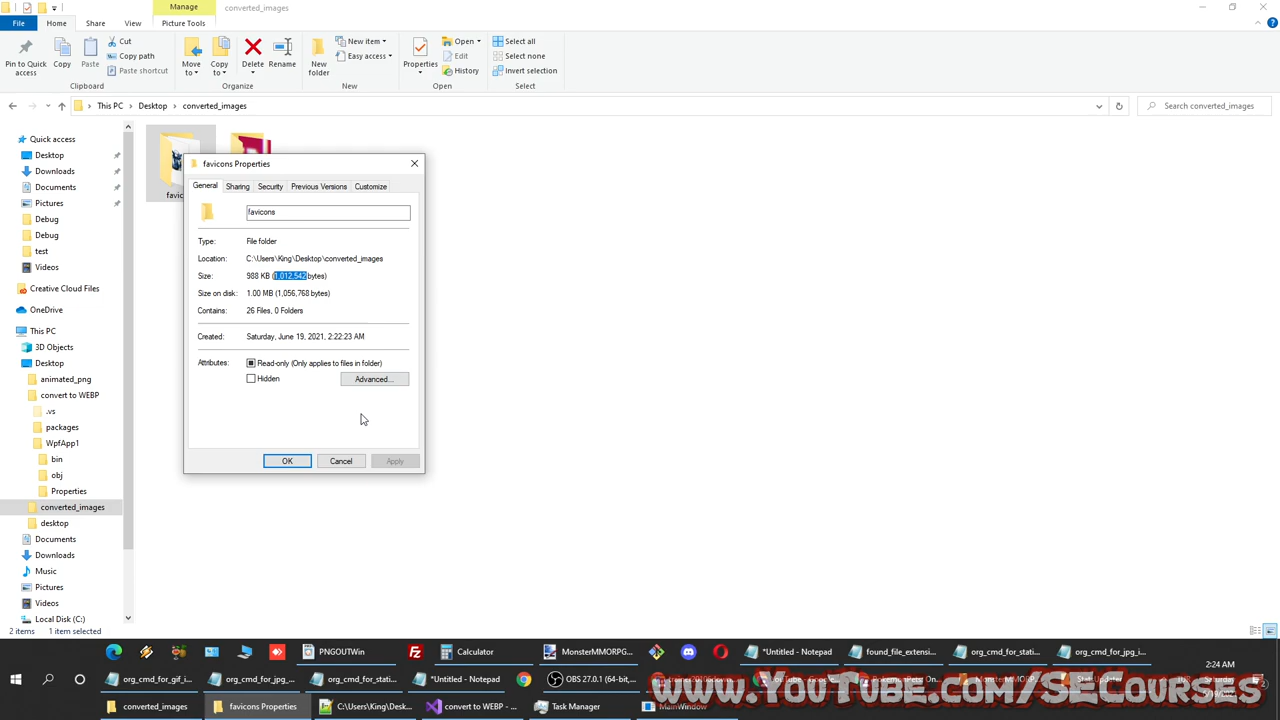 Manage
converted_images
File
Home
Share
View
Picture Tools
Pin to Quick access
Copy
Paste
Cut
Copy path
Paste shortcut
Clipboard
Move to
Copy to
Delete
Rename
Organize
New folder
New item
Easy access
New
Properties
Open
Edit
History
Open
Select all
Select none
Invert selection
Select
This PC
Desktop
converted_images
Search converted_images
Quick access
Desktop
Downloads
Documents
Pictures
Debug
Debug
test
Videos
Creative Cloud Files
OneDrive
This PC
3D Objects
Desktop
animated_png
convert to WEBP
.vs
packages
WpfApp1
bin
obj
Properties
converted_images
desktop
Documents
Downloads
Music
Pictures
Videos
Local Disk (C:)
2 items
1 item selected
favicons Properties
General
Sharing
Security
Previous Versions
Customize
favicons
Type: File folder
Location: C:\Users\King\Desktop\converted_images
Size: 988 KB (1,012,542 bytes)
Size on disk: 1.00 MB (1,056,768 bytes)
Contains: 26 Files, 0 Folders
Created: Saturday, June 19, 2021, 2:22:23 AM
Attributes: Read-only (Only applies to files in folder)
Hidden
Advanced...
OK
Cancel
Apply
PNGOUTWin
Calculator
MonsterMMORPG...
*Untitled - Notepad
found_file_extensi...
org_cmd_for_stati...
org_cmd_for_jpg_i...
2:24 AM
org_cmd_for_gif_i...
org_cmd_for_jpg_...
org_cmd_for_stati...
*Untitled - Notepad
OBS 27.0.1 (64-bit,...
Saturday
www.YouTube.com/SECourses
converted_images
favicons Properties
C:\Users\King\Desk...
convert to WEBP - ...
Task Manager
MainWindow